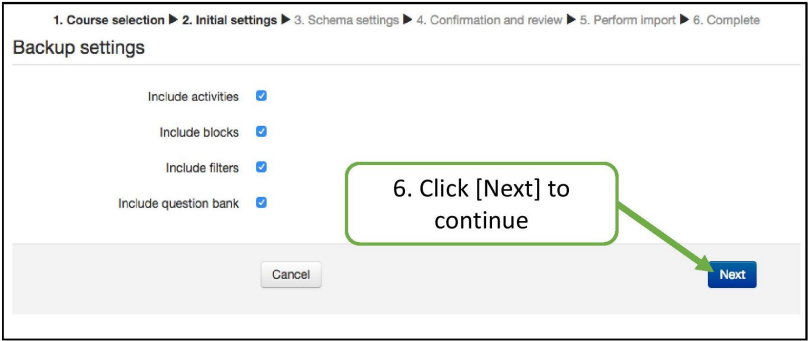 1. Course selection ▶ 2. Initial settings ▶ 3. Schema settings ▶ 4. Confirmation and review ▶ 5. Perform import ▶ 6. Complete
Backup settings
Include activities
Include blocks
Include filters
Include question bank
6. Click [Next] to
continue
Cancel
Next